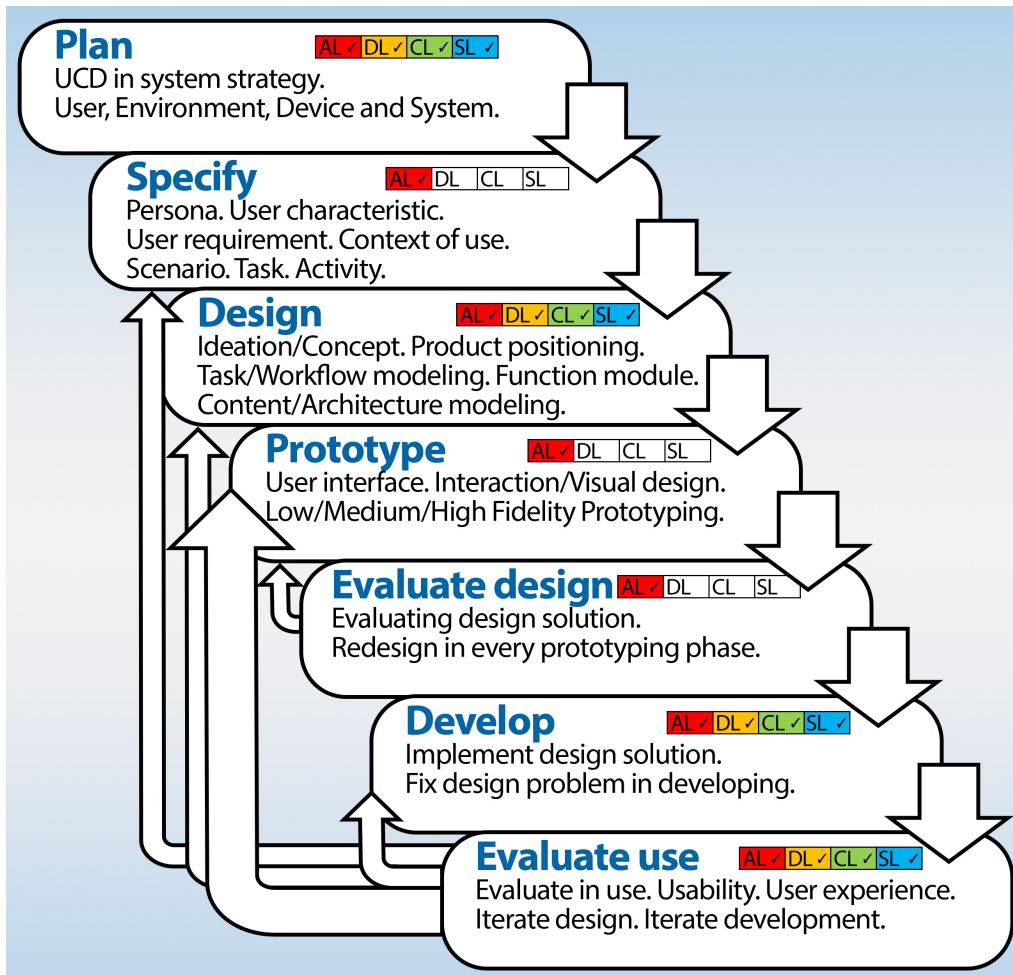 Plan AL ✓ DL ✓ CL ✓ SL ✓
UCD in system strategy.
User, Environment, Device and System.
Specify AL ✓ DL CL SL
Persona. User characteristic.
User requirement. Context of use.
Scenario. Task. Activity.
Design AL ✓ DL ✓ CL ✓ SL ✓
Ideation/Concept. Product positioning.
Task/Workflow modeling. Function module.
Content/Architecture modeling.
Prototype AL ✓ DL CL SL
User interface. Interaction/Visual design.
Low/Medium/High Fidelity Prototyping.
Evaluate design AL ✓ DL CL SL
Evaluating design solution.
Redesign in every prototyping phase.
Develop AL ✓ DL ✓ CL ✓ SL ✓
Implement design solution.
Fix design problem in developing.
Evaluate use AL ✓ DL ✓ CL ✓ SL ✓
Evaluate in use. Usability. User experience.
Iterate design. Iterate development.